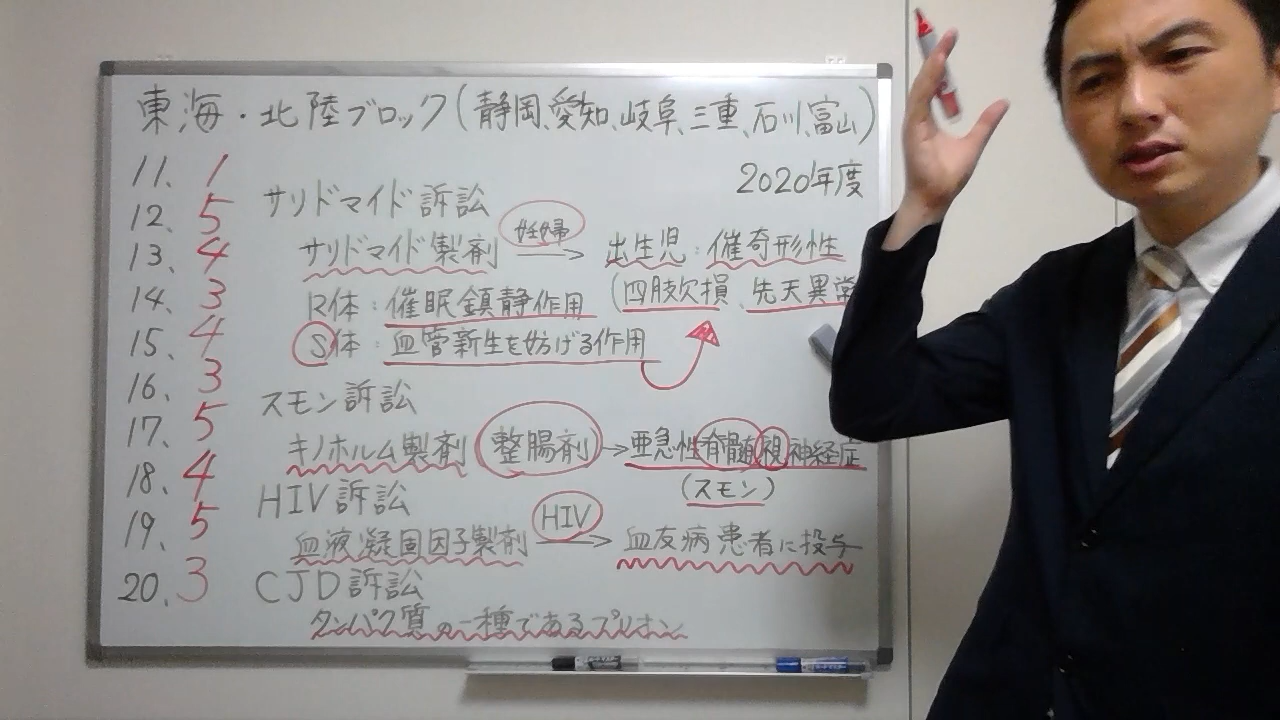 東海・北陸ブロック(静岡、愛知、岐阜、三重、石川、富山)
2020年度
11、1
12、5
13、4
14、3
15、4
16、3
17、5
18、4
19、5
20、3
サリドマイド訴訟
サリドマイド製剤 妊婦→ 出生児:催奇形性
R体:催眠鎮静作用 (四肢欠損、先天異常
S体:血管新生を妨げる作用
スモン訴訟
キノホルム製剤 整腸剤→亜急性脊髄視神経症
(スモン)
HIV訴訟
血液凝固因子製剤 HIV→ 血友病患者に投与
CJD訴訟
タンパク質の一種であるプリオン